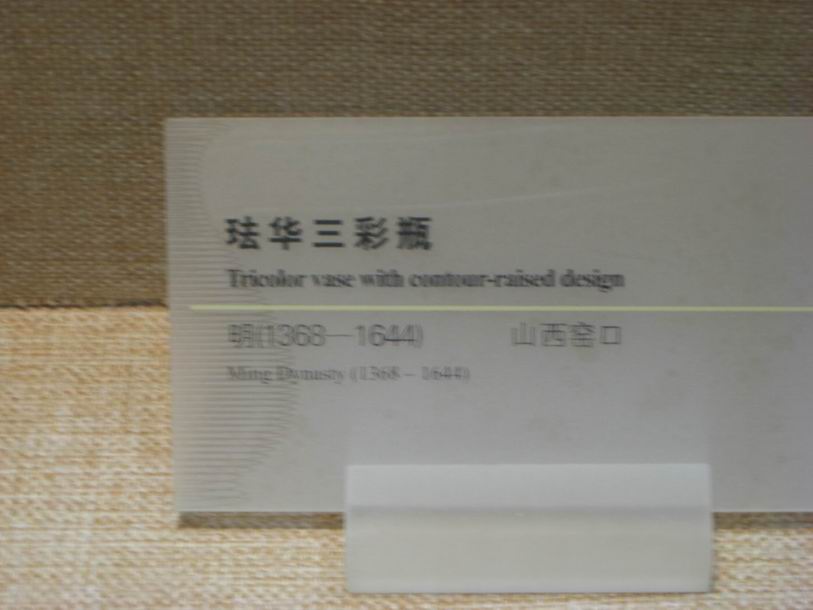 珐华三彩瓶
Tricolor vase with contour-raised design
明(1368—1644) 山西窑口
Ming Dynasty (1368 – 1644)